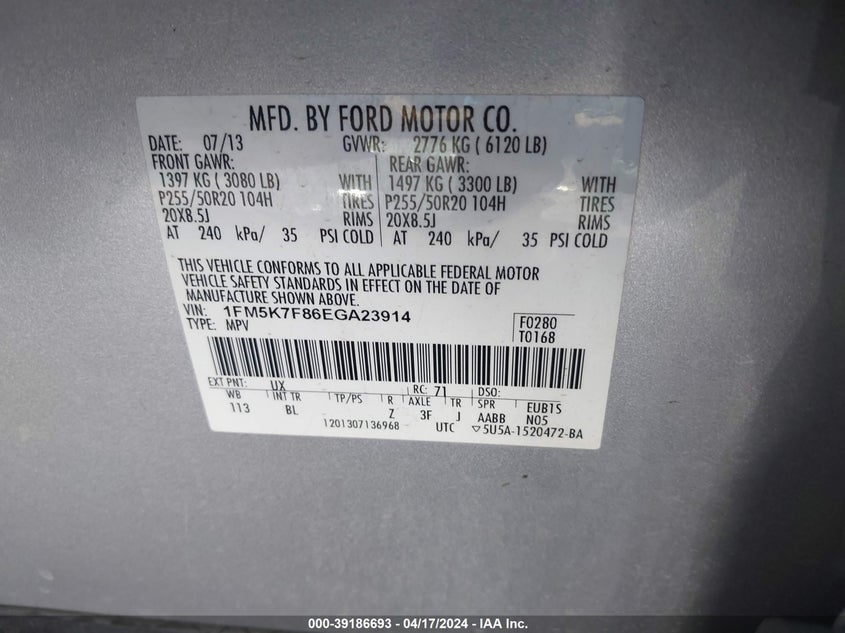 MFD. BY FORD MOTOR CO.
DATE: 07/13 GVWR: 2776 KG ( 6120 LB)
FRONT GAWR: REAR GAWR:
1397 KG ( 3080 LB) WITH 1497 KG ( 3300 LB) WITH
P255/50R20 104H TIRES P255/50R20 104H TIRES
20X8.5J RIMS 20X8.5J RIMS
AT 240 kPa/ 35 PSI COLD AT 240 kPa/ 35 PSI COLD
THIS VEHICLE CONFORMS TO ALL APPLICABLE FEDERAL MOTOR
VEHICLE SAFETY STANDARDS IN EFFECT ON THE DATE OF
MANUFACTURE SHOWN ABOVE.
VIN: 1FM5K7F86EGA23914 F0280
TYPE: MPV T0168
EXT PNT: UX RC: 71 DSO:
WB INT TR TP/PS R AXLE TR SPR EUB1S
113 BL Z 3F J AABB N05
1201307136968 UTC ▽5U5A-1520472-BA
000-39186693 - 04/17/2024 - IAA Inc.